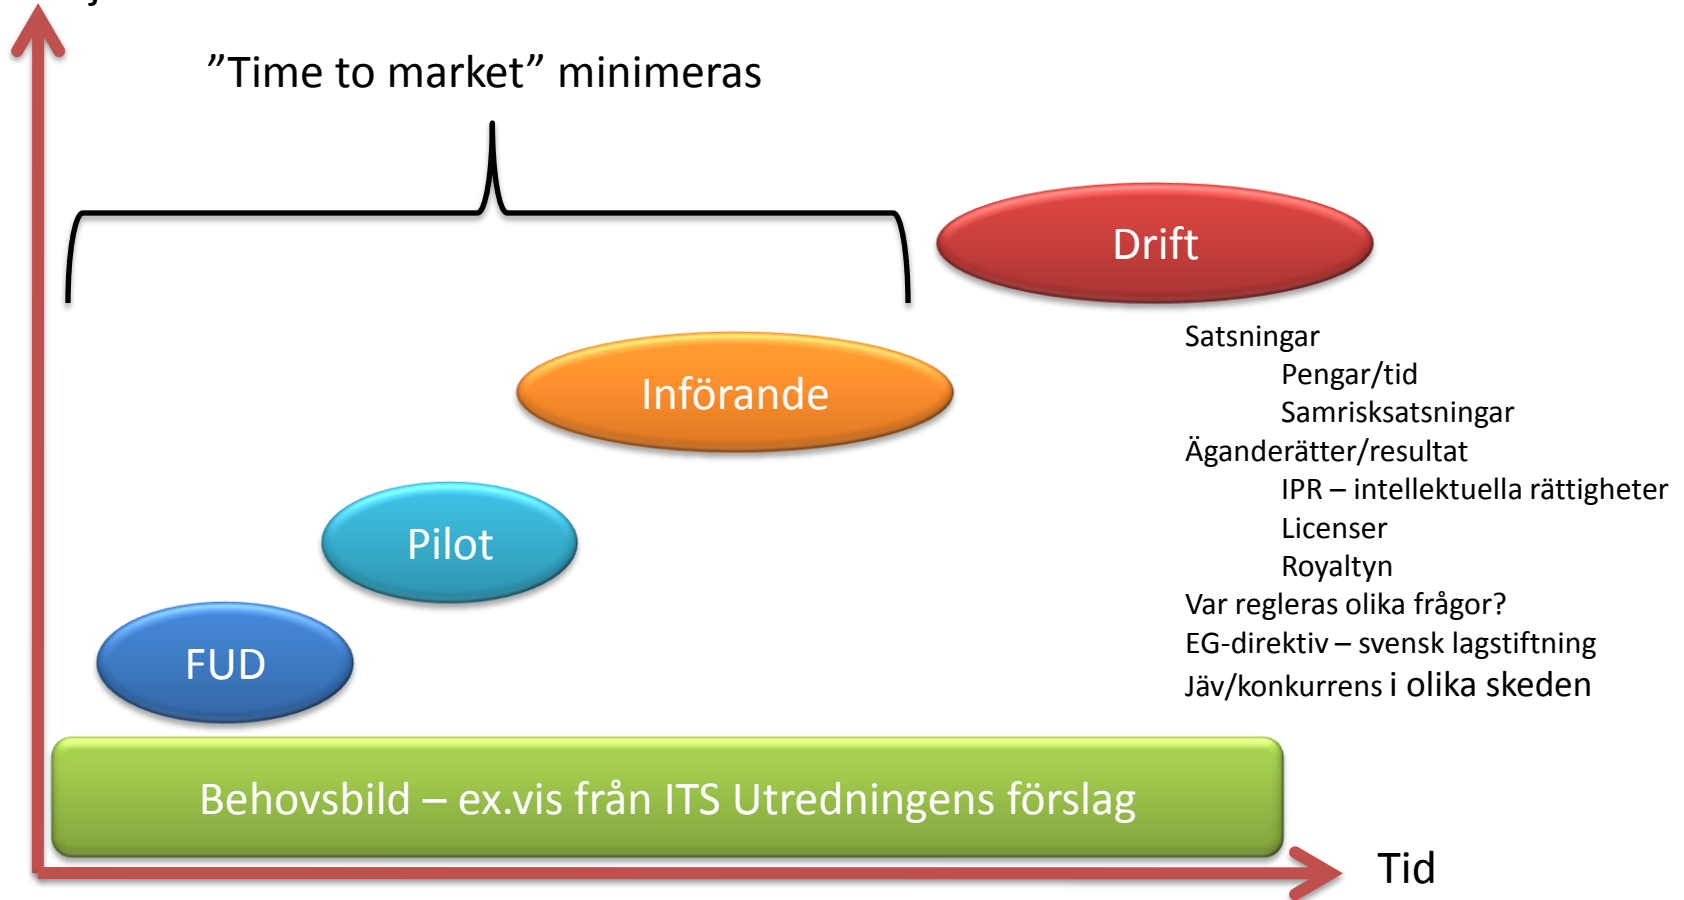 ”Time to market” minimeras
Drift
Införande
Pilot
FUD
Satsningar
Pengar/tid
Samrisksatsningar
Äganderätter/resultat
IPR – intellektuella rättigheter
Licenser
Royaltyn
Var regleras olika frågor?
EG-direktiv – svensk lagstiftning
Jäv/konkurrens i olika skeden
Behovsbild – ex.vis från ITS Utredningens förslag
Tid